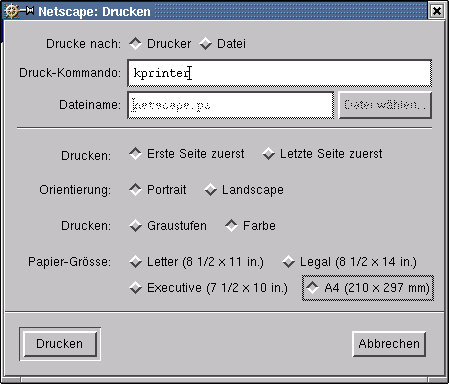 Netscape: Drucken
Drucke nach: Drucker Datei
Druck-Kommando: kprinter
Dateiname: netscape.ps Datei wählen...
Drucken: Erste Seite zuerst Letzte Seite zuerst
Orientierung: Portrait Landscape
Drucken: Graustufen Farbe
Papier-Grösse: Letter (8 1/2 x 11 in.) Legal (8 1/2 x 14 in.)
Executive (7 1/2 x 10 in.) A4 (210 x 297 mm)
Drucken Abbrechen